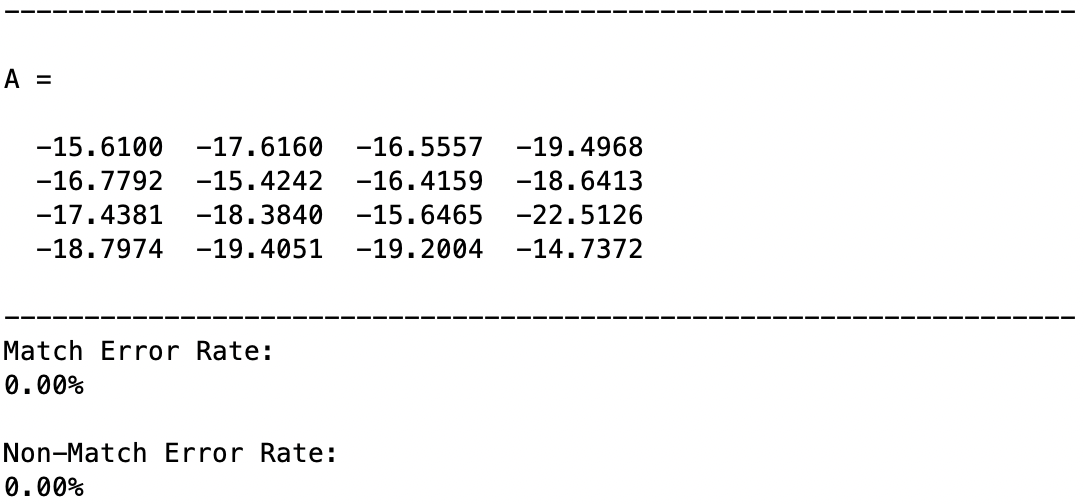 -------------------------------------------------------------------
A =
-15.6100 -17.6160 -16.5557 -19.4968
-16.7792 -15.4242 -16.4159 -18.6413
-17.4381 -18.3840 -15.6465 -22.5126
-18.7974 -19.4051 -19.2004 -14.7372
-------------------------------------------------------------------
Match Error Rate:
0.00%
Non-Match Error Rate:
0.00%